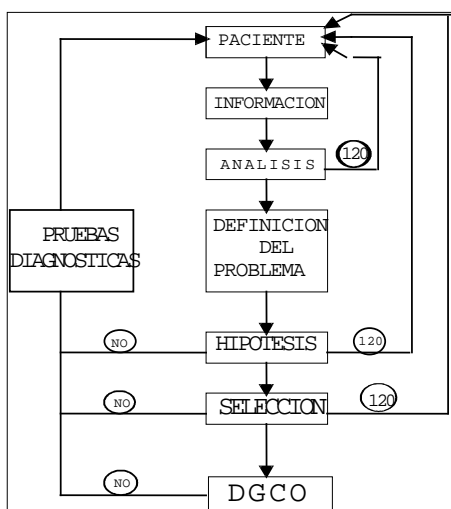 PACIENTE
INFORMACION
ANALISIS
120
PRUEBAS
DIAGNOSTICAS
DEFINICION
DEL
PROBLEMA
NO
HIPOTESIS
120
NO
SELECCION
120
NO
DGCO